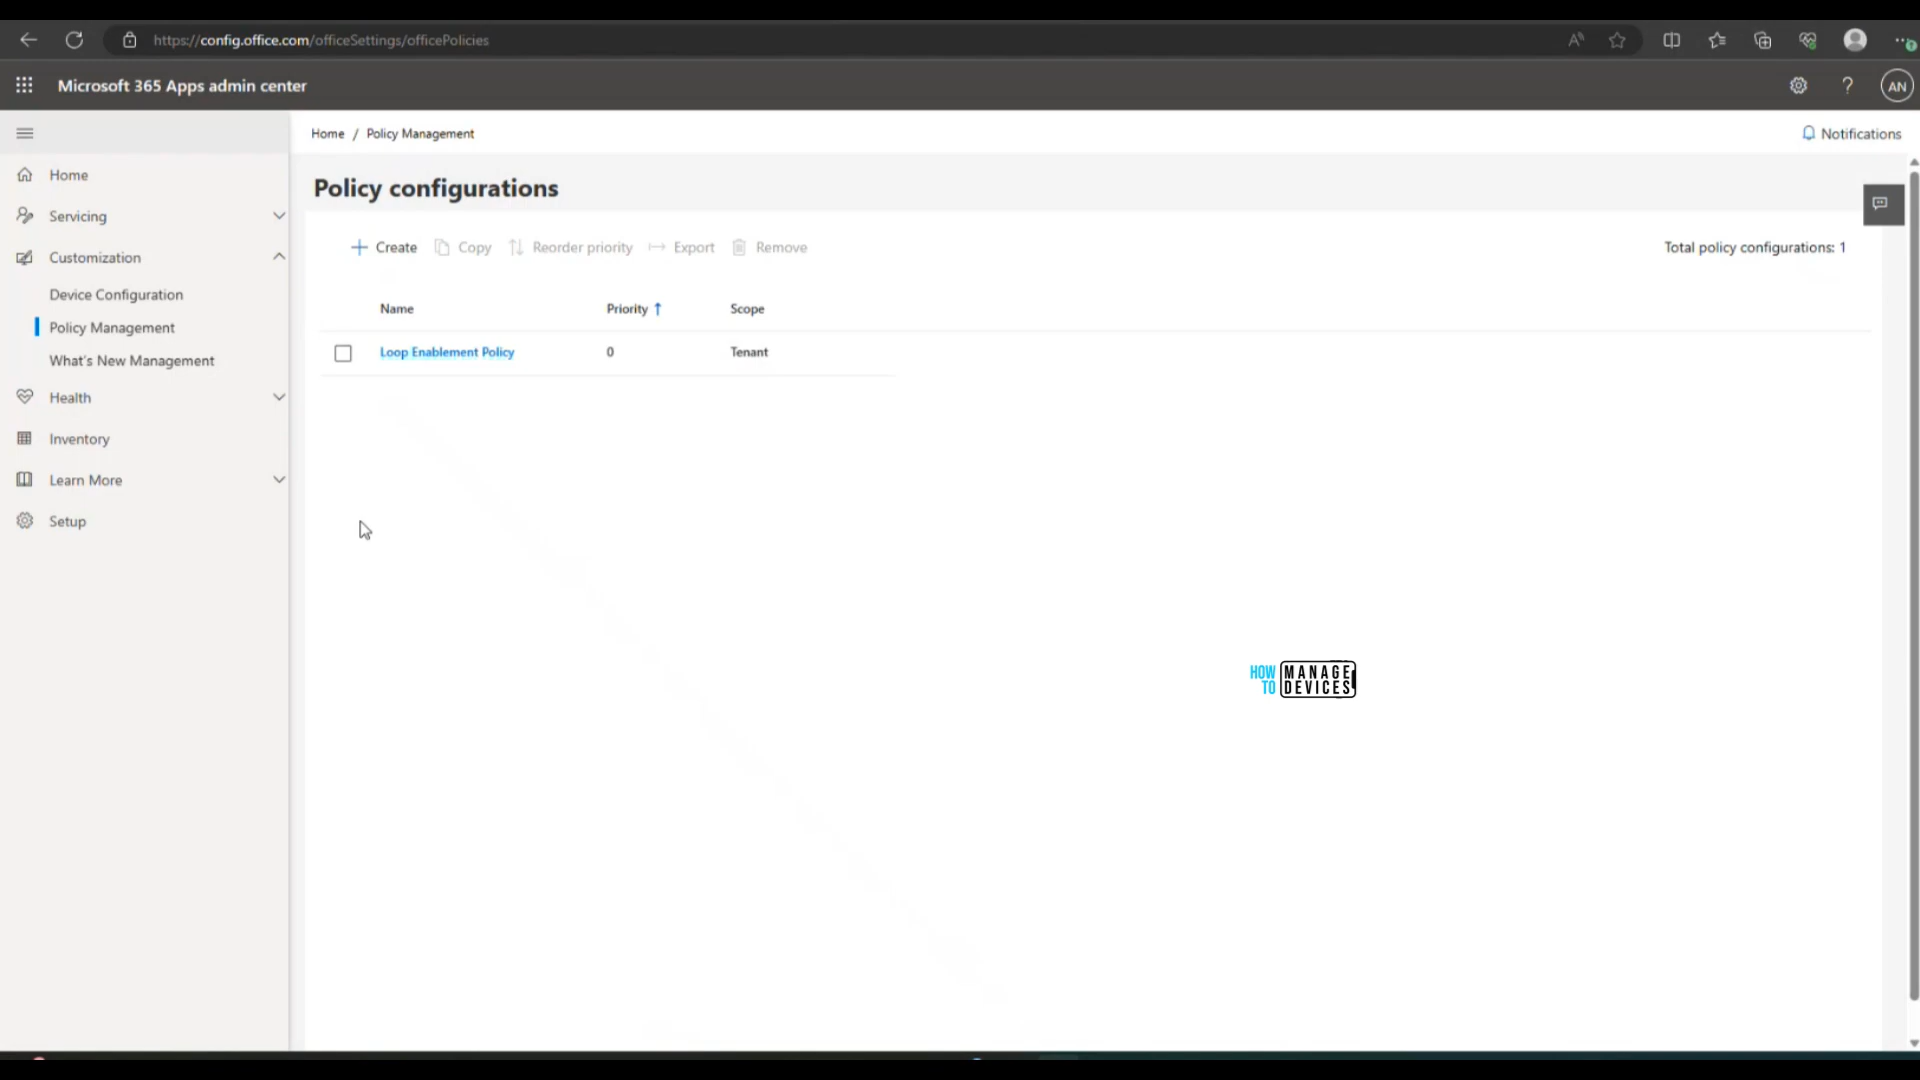 https://config.office.com/officeSettings/officePolicies
Microsoft 365 Apps admin center
AN
Home / Policy Management
Notifications
Home
Servicing
Customization
Device Configuration
Policy Management
What's New Management
Health
Inventory
Learn More
Setup
Policy configurations
Create Copy Reorder priority Export Remove
Total policy configurations: 1
Name Priority ↑ Scope
Loop Enablement Policy 0 Tenant
HOW TO
MANAGE
DEVICES